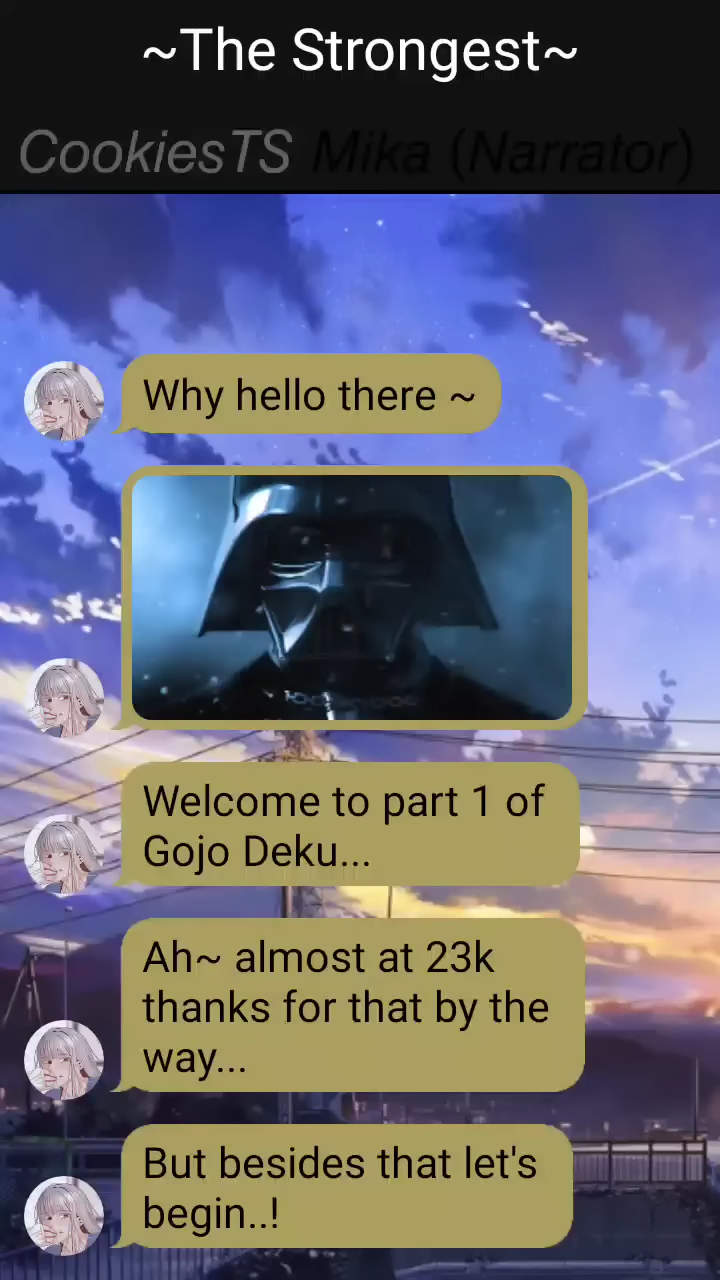 ~The Strongest~
CookiesTS Mika (Narrator)
Why hello there ~
Welcome to part 1 of
Gojo Deku...
Ah~ almost at 23k
thanks for that by the
way...
But besides that let's
begin..!